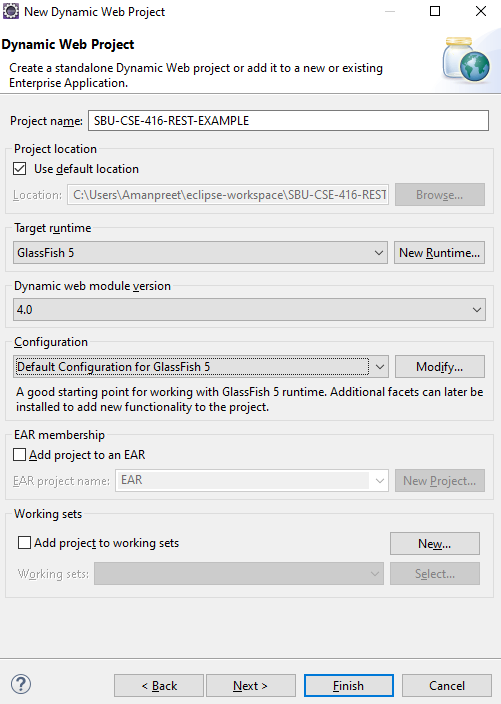 New Dynamic Web Project
Dynamic Web Project
Create a standalone Dynamic Web project or add it to a new or existing
Enterprise Application.
Project name: SBU-CSE-416-REST-EXAMPLE
Project location
Use default location
Location: C:\Users\Amanpreet\eclipse-workspace\SBU-CSE-416-REST Browse...
Target runtime
GlassFish 5 New Runtime...
Dynamic web module version
4.0
Configuration
Default Configuration for GlassFish 5 Modify...
A good starting point for working with GlassFish 5 runtime. Additional facets can later be
installed to add new functionality to the project.
EAR membership
Add project to an EAR
EAR project name: EAR New Project...
Working sets
Add project to working sets New...
Working sets: Select...
? < Back Next > Finish Cancel